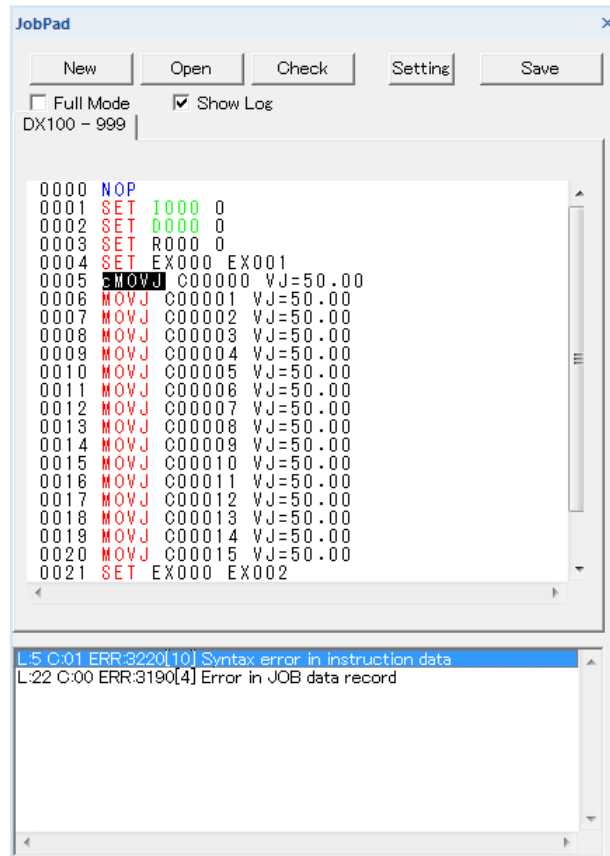 JobPad
New Open Check Setting Save
Full Mode Show Log
DX100 - 999
0000 NOP
0001 SET I000 0
0002 SET D000 0
0003 SET R000 0
0004 SET EX000 EX001
0005 cMOVJ C00000 VJ=50.00
0006 MOVJ C00001 VJ=50.00
0007 MOVJ C00002 VJ=50.00
0008 MOVJ C00003 VJ=50.00
0009 MOVJ C00004 VJ=50.00
0010 MOVJ C00005 VJ=50.00
0011 MOVJ C00006 VJ=50.00
0012 MOVJ C00007 VJ=50.00
0013 MOVJ C00008 VJ=50.00
0014 MOVJ C00009 VJ=50.00
0015 MOVJ C00010 VJ=50.00
0016 MOVJ C00011 VJ=50.00
0017 MOVJ C00012 VJ=50.00
0018 MOVJ C00013 VJ=50.00
0019 MOVJ C00014 VJ=50.00
0020 MOVJ C00015 VJ=50.00
0021 SET EX000 EX002
L:5 C:01 ERR:3220[10] Syntax error in instruction data
L:22 C:00 ERR:3190[4] Error in JOB data record